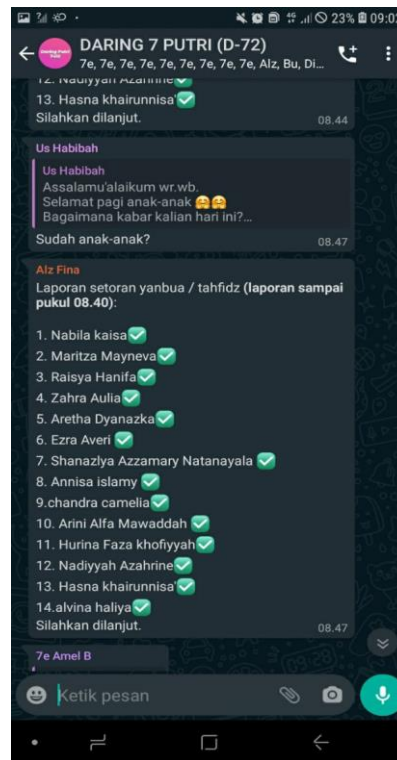 23% 09:02
DARING 7 PUTRI (D-72)
7e, 7e, 7e, 7e, 7e, 7e, 7e, 7e, Alz, Bu, Di...
12. Nadiyyah Azahrine✅
13. Hasna khairunnisa'✅
Silahkan dilanjut.
08.44
Us Habibah
Us Habibah
Assalamu'alaikum wr.wb.
Selamat pagi anak-anak 🤗🤗
Bagaimana kabar kalian hari ini?...
Sudah anak-anak?
08.47
Alz Fina
Laporan setoran yanbua / tahfidz (laporan sampai
pukul 08.40):
1. Nabila kaisa✅
2. Maritza Mayneva✅
3. Raisya Hanifa✅
4. Zahra Aulia✅
5. Aretha Dyanazka✅
6. Ezra Averi ✅
7. Shanazlya Azzamary Natanayala ✅
8. Annisa islamy ✅
9.chandra camelia✅
10. Arini Alfa Mawaddah ✅
11. Hurina Faza khofiyyah✅
12. Nadiyyah Azahrine✅
13. Hasna khairunnisa'✅
14.alvina haliya✅
Silahkan dilanjut.
08.47
7e Amel B
Ketik pesan